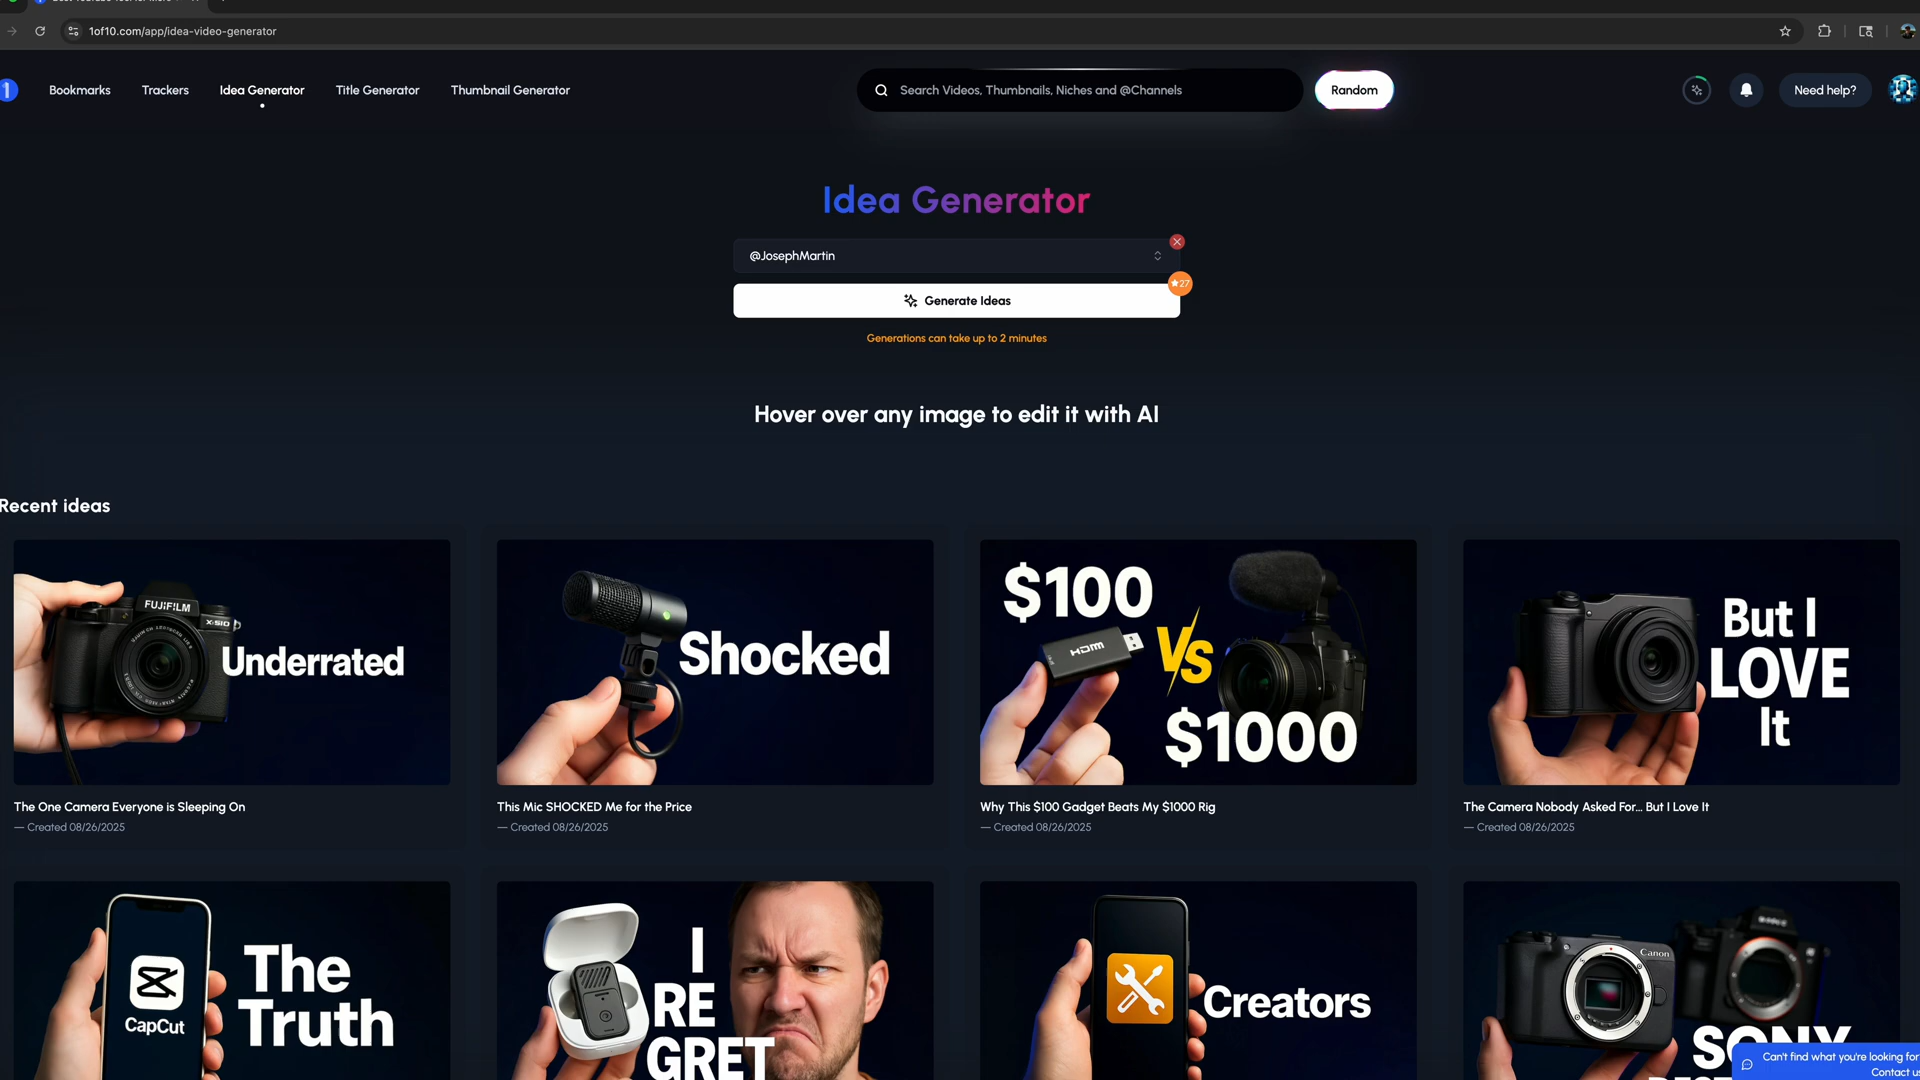 1of10.com/app/idea-video-generator
1
Bookmarks
Trackers
Idea Generator
Title Generator
Thumbnail Generator
Search Videos, Thumbnails, Niches and @Channels
Random
Need help?
Idea Generator
@JosephMartin
27
Generate Ideas
Generations can take up to 2 minutes
Hover over any image to edit it with AI
Recent ideas
FUJIFILM
X-S10
Underrated
Shocked
$100
HDMI
VS
$1000
But I
LOVE
It
The One Camera Everyone is Sleeping On
— Created 08/26/2025
This Mic SHOCKED Me for the Price
— Created 08/26/2025
Why This $100 Gadget Beats My $1000 Rig
— Created 08/26/2025
The Camera Nobody Asked For... But I Love It
— Created 08/26/2025
CapCut
The
Truth
I
RE
GRET
Creators
Canon
SONY
Can't find what you're looking for
Contact us